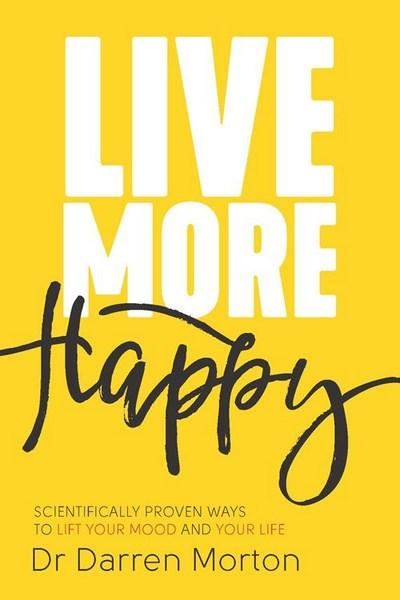 LIVE
MORE
Happy
SCIENTIFICALLY PROVEN WAYS
TO LIFT YOUR MOOD AND YOUR LIFE
Dr Darren Morton